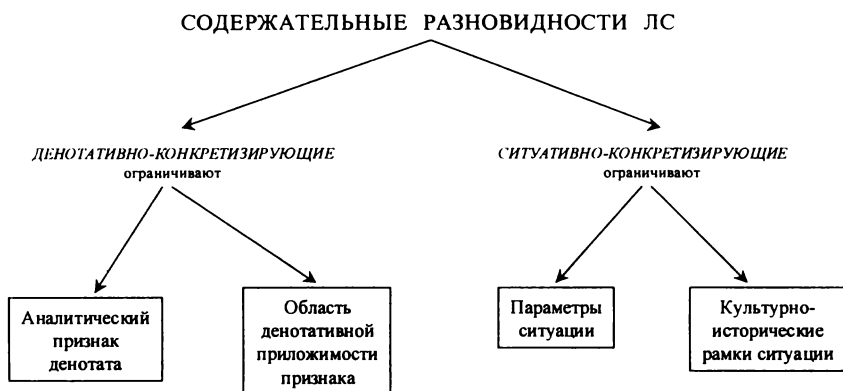 СОДЕРЖАТЕЛЬНЫЕ РАЗНОВИДНОСТИ ЛС
ДЕНОТАТИВНО-КОНКРЕТИЗИРУЮЩИЕ
ограничивают
СИТУАТИВНО-КОНКРЕТИЗИРУЮЩИЕ
ограничивают
Аналитический
признак
денотата
Область
денотативной
приложимости
признака
Параметры
ситуации
Культурно-
исторические
рамки ситуации